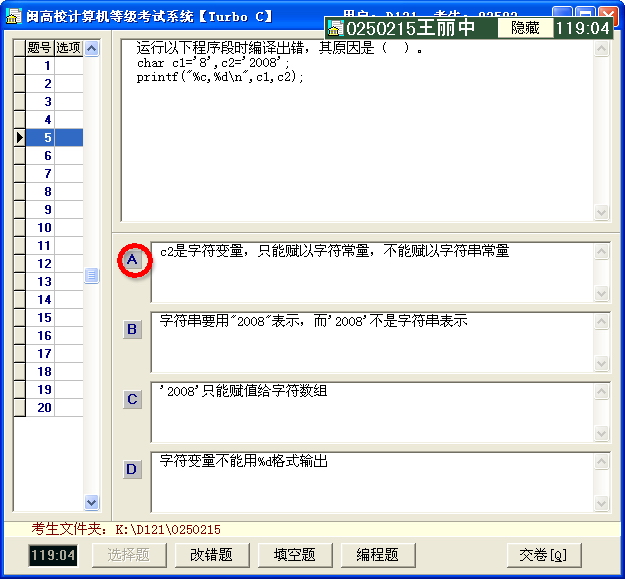 闽高校计算机等级考试系统【Turbo C】
0250215王丽中 隐藏 119:04
题号 选项
1
2
3
4
5
6
7
8
9
10
11
12
13
14
15
16
17
18
19
20
运行以下程序段时编译出错，其原因是（ ）。
char c1='8',c2='2008';
printf("%c,%d\n",c1,c2);
A c2是字符变量，只能赋以字符常量，不能赋以字符串常量
B 字符串要用"2008"表示，而'2008'不是字符串表示
C '2008'只能赋值给字符数组
D 字符变量不能用%d格式输出
考生文件夹：K:\D121\0250215
119:04 选择题 改错题 填空题 编程题 交卷[Q]